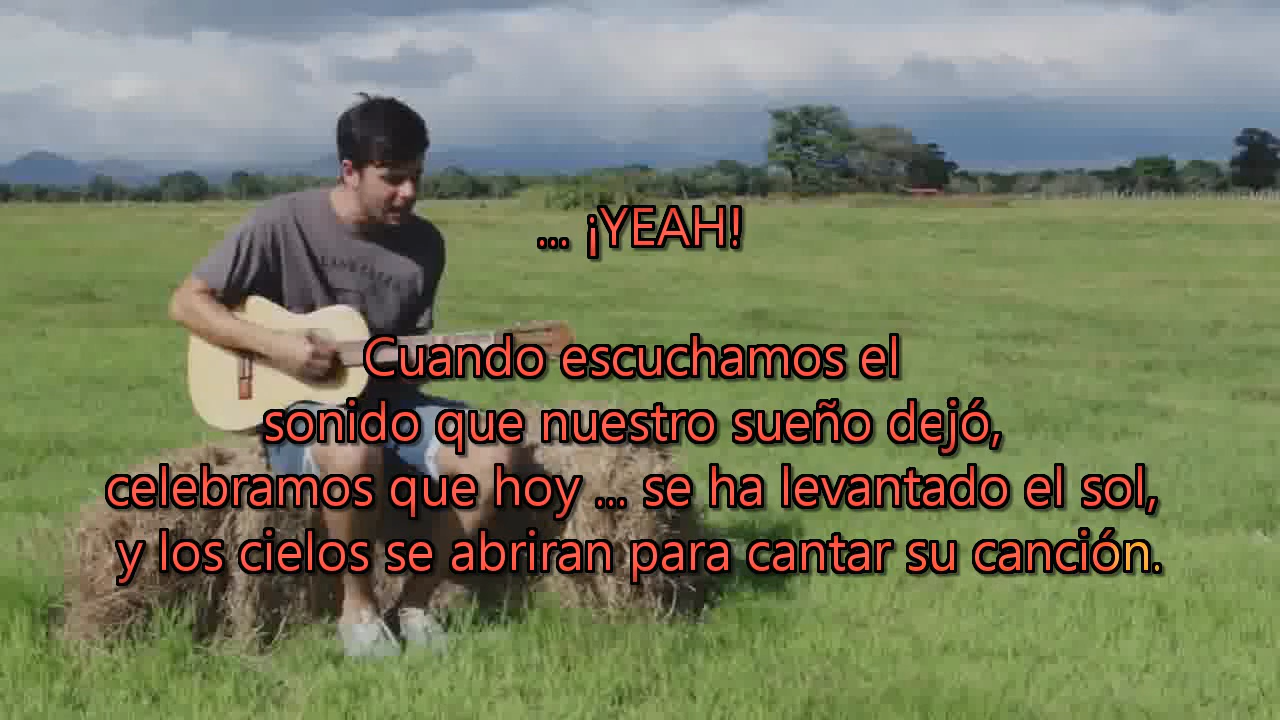 ... ¡YEAH!
Cuando escuchamos el
sonido que nuestro sueño dejó,
celebramos que hoy ... se ha levantado el sol,
y los cielos se abriran para cantar su canción.